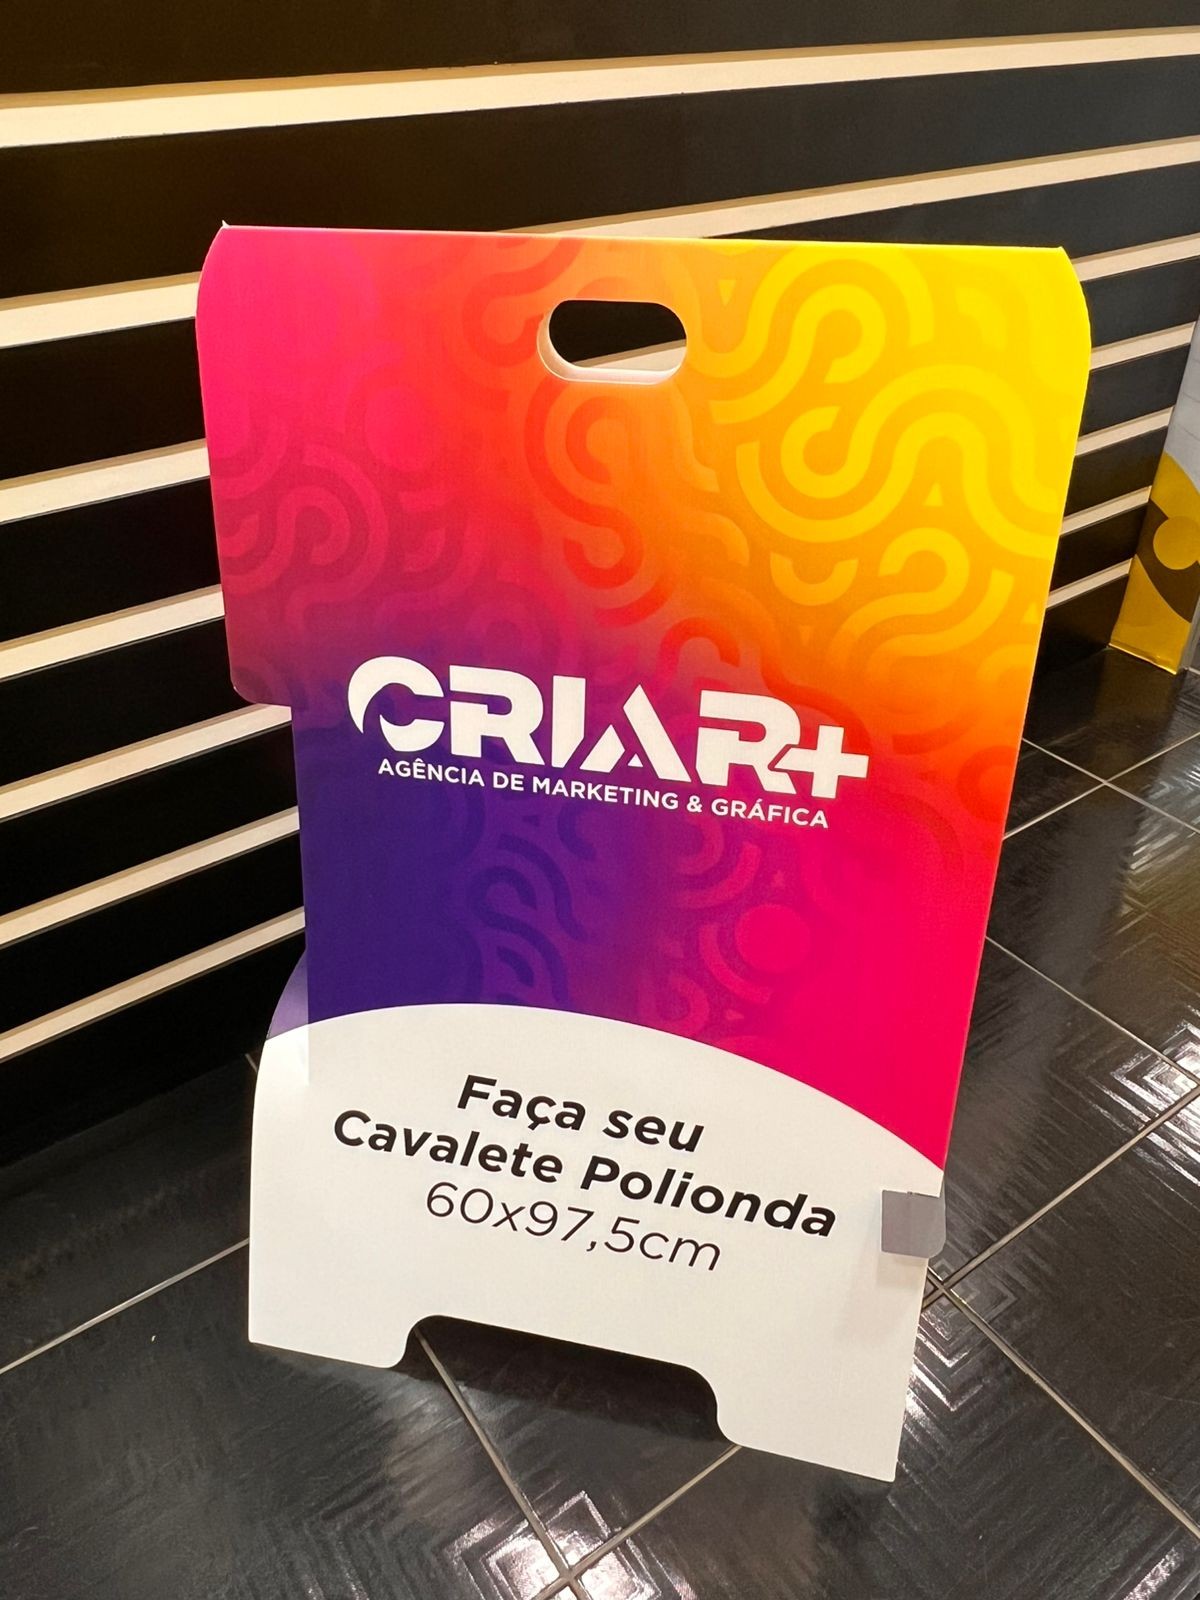 CRIAR+
AGÊNCIA DE MARKETING & GRÁFICA
Faça seu
Cavalete Polionda
60x97,5cm